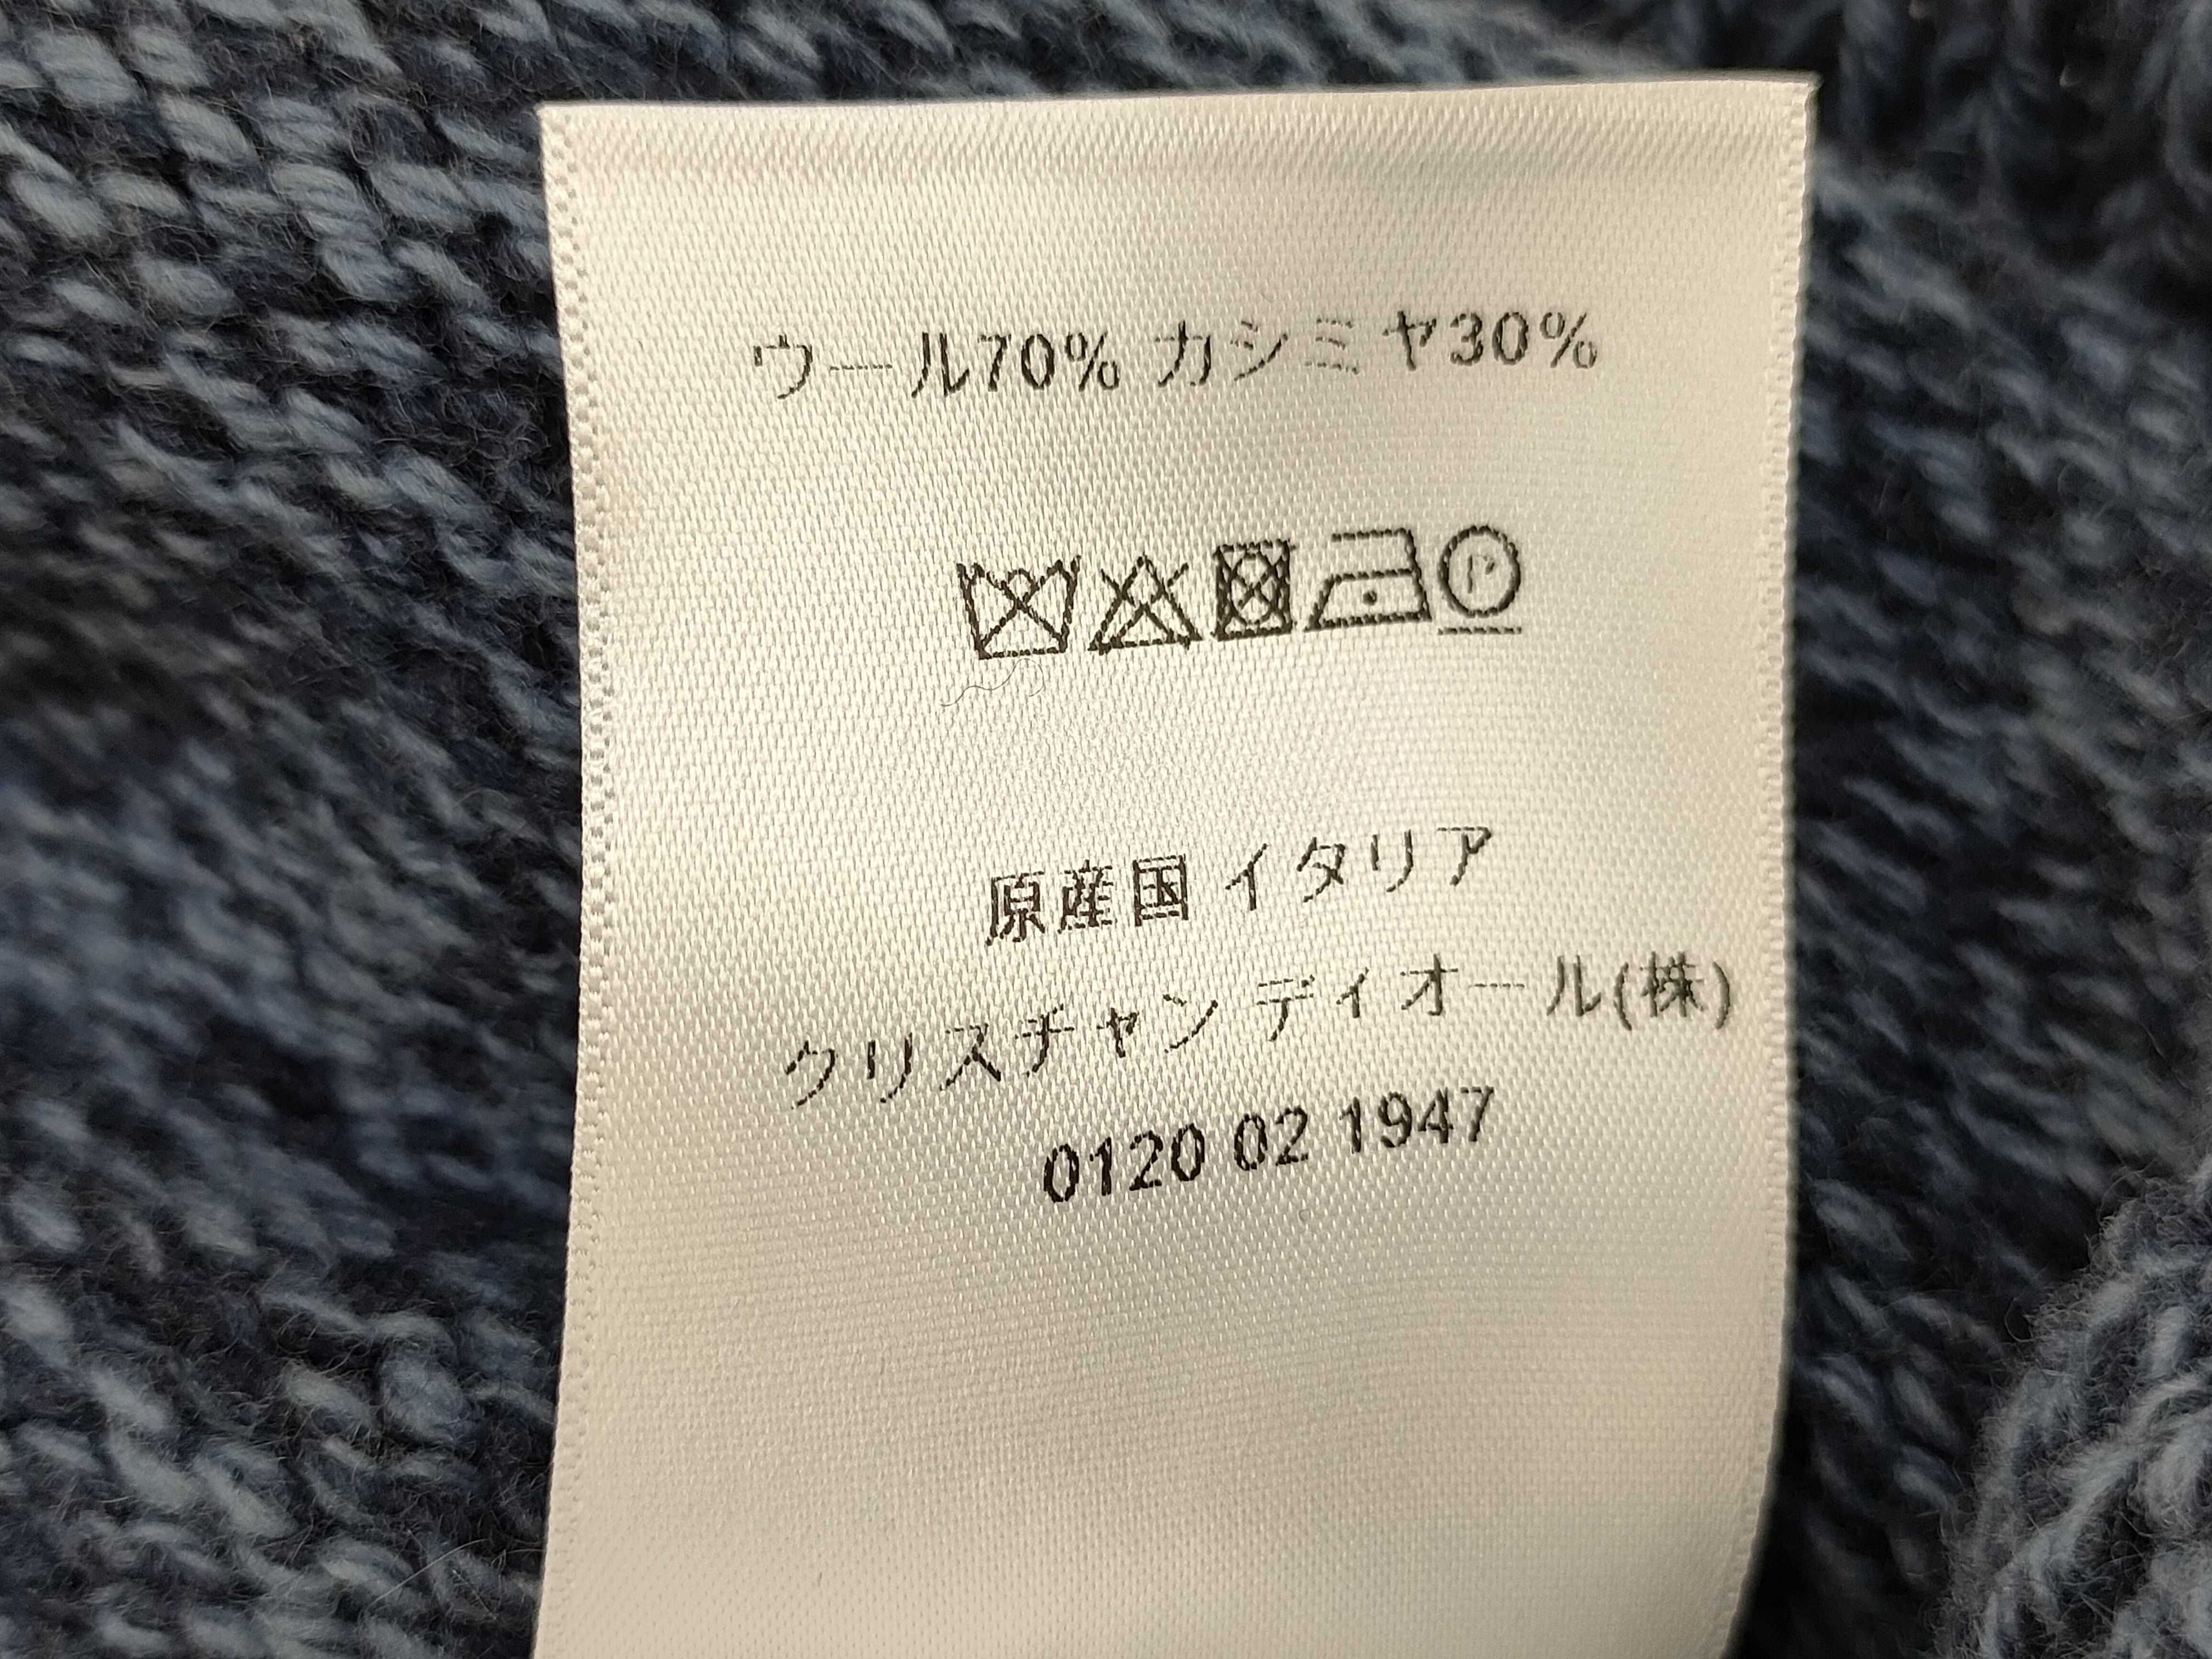 ウール70% カシミヤ30%
P
原産国 イタリア
クリスチャン ディオール(株)
0120 02 1947